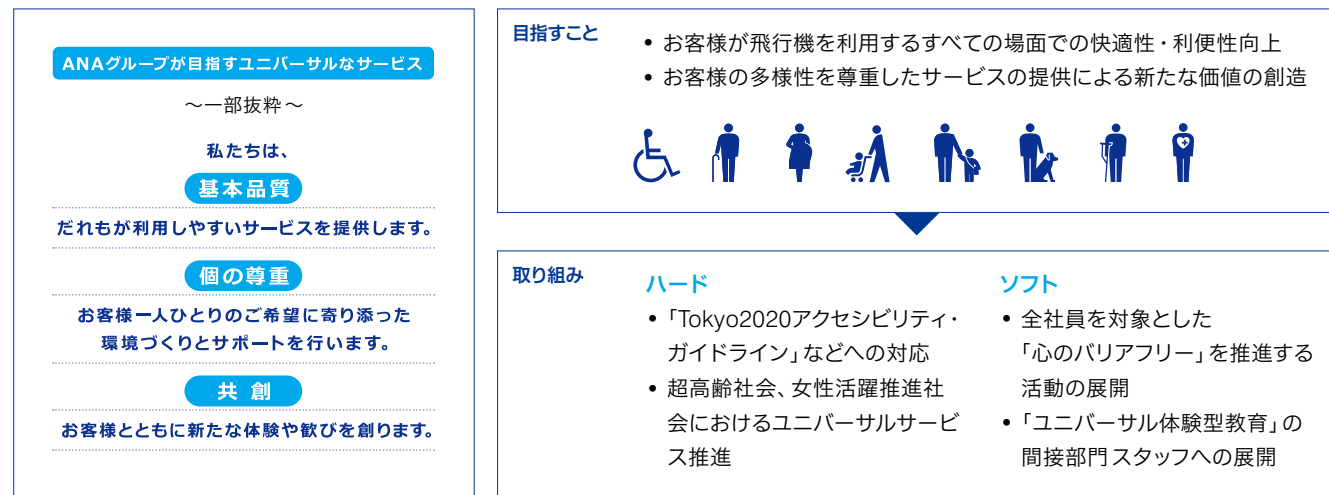 ANAグループが目指すユニバーサルなサービス
～一部抜粋～
私たちは、
基本品質
だれもが利用しやすいサービスを提供します。
個の尊重
お客様一人ひとりのご希望に寄り添った
環境づくりとサポートを行います。
共創
お客様とともに新たな体験や歓びを創ります。
目指すこと
• お客様が飛行機を利用するすべての場面での快適性・利便性向上
• お客様の多様性を尊重したサービスの提供による新たな価値の創造
取り組み
ハード
• 「Tokyo2020アクセシビリティ・
ガイドライン」などへの対応
• 超高齢社会、女性活躍推進社
会におけるユニバーサルサービ
ス推進
ソフト
• 全社員を対象とした
「心のバリアフリー」を推進する
活動の展開
• 「ユニバーサル体験型教育」の
間接部門スタッフへの展開